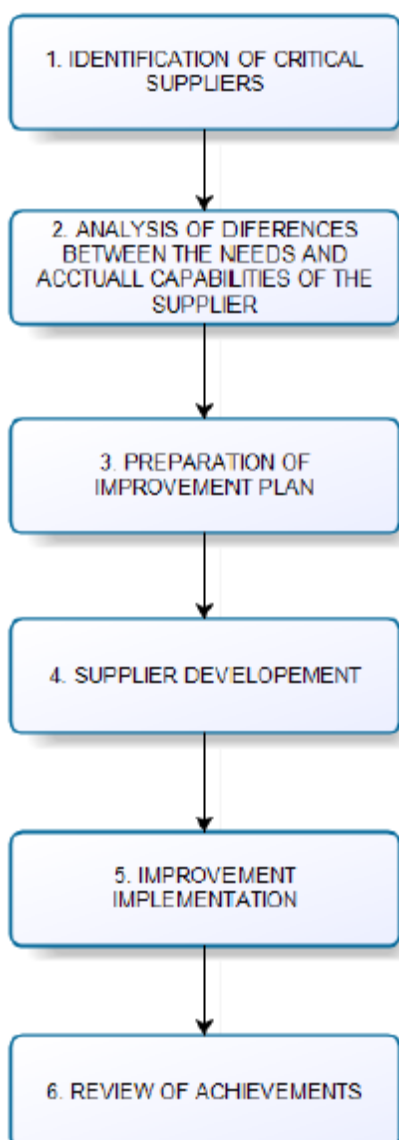 1. IDENTIFICATION OF CRITICAL
SUPPLIERS
2. ANALYSIS OF DIFERENCES
BETWEEN THE NEEDS AND
ACCTUALL CAPABILITIES OF THE
SUPPLIER
3. PREPARATION OF
IMPROVEMENT PLAN
4. SUPPLIER DEVELOPEMENT
5. IMPROVEMENT
IMPLEMENTATION
6. REVIEW OF ACHIEVEMENTS